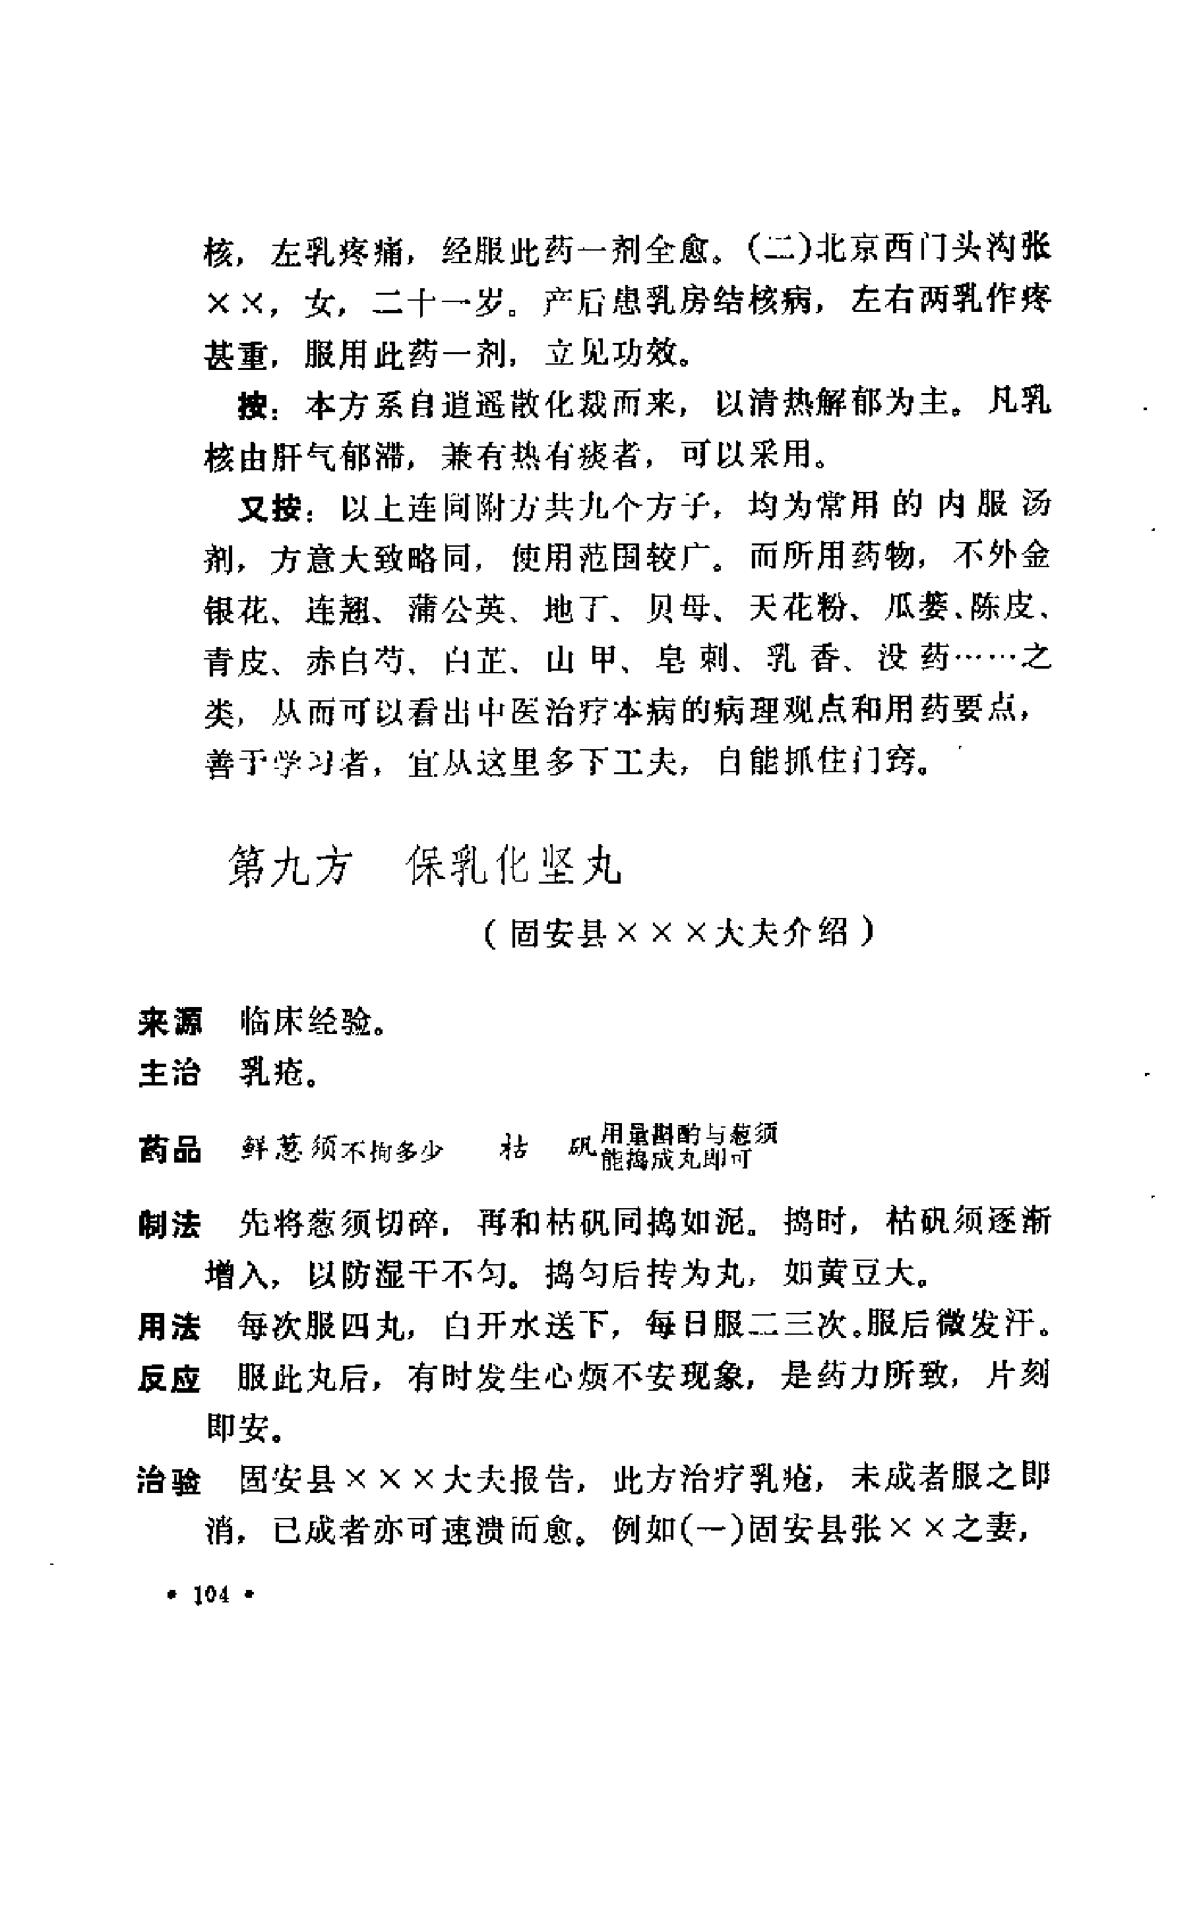 核，左乳疼痛，经服此药一剂全愈。(二)北京西门头沟张
××，女，二十一岁。产后患乳房结核病，左右两乳作疼
甚重，服用此药一剂，立见功效。
按：本方系自逍遥散化裁而来，以清热解郁为主。凡乳
核由肝气郁滞，兼有热有痰者，可以采用。
又按：以上连同附方共九个方子，均为常用的内服汤
剂，方意大致略同，使用范围较广。而所用药物，不外金
银花、连翘、蒲公英、地丁、贝母、天花粉、瓜蒌、陈皮、
青皮、赤白芍、白芷、山甲、皂刺、乳香、没药……之
类，从而可以看出中医治疗本病的病理观点和用药要点，
善于学习者，宜从这里多下工夫，自能抓住门窍。
第九方　保乳化坚丸
（固安县×××大夫介绍）
来源　临床经验。
主治　乳疮。
药品　鲜葱须不拘多少　枯　矾用量斟酌与葱须
能捣成丸即可
制法　先将葱须切碎，再和枯矾同捣如泥。捣时，枯矾须逐渐
增入，以防湿干不匀。捣匀后抟为丸，如黄豆大。
用法　每次服四丸，白开水送下，每日服二三次。服后微发汗。
反应　服此丸后，有时发生心烦不安现象，是药力所致，片刻
即安。
治验　固安县×××大夫报告，此方治疗乳疮，未成者服之即
消，已成者亦可速溃而愈。例如(一)固安县张××之妻，
• 104 •